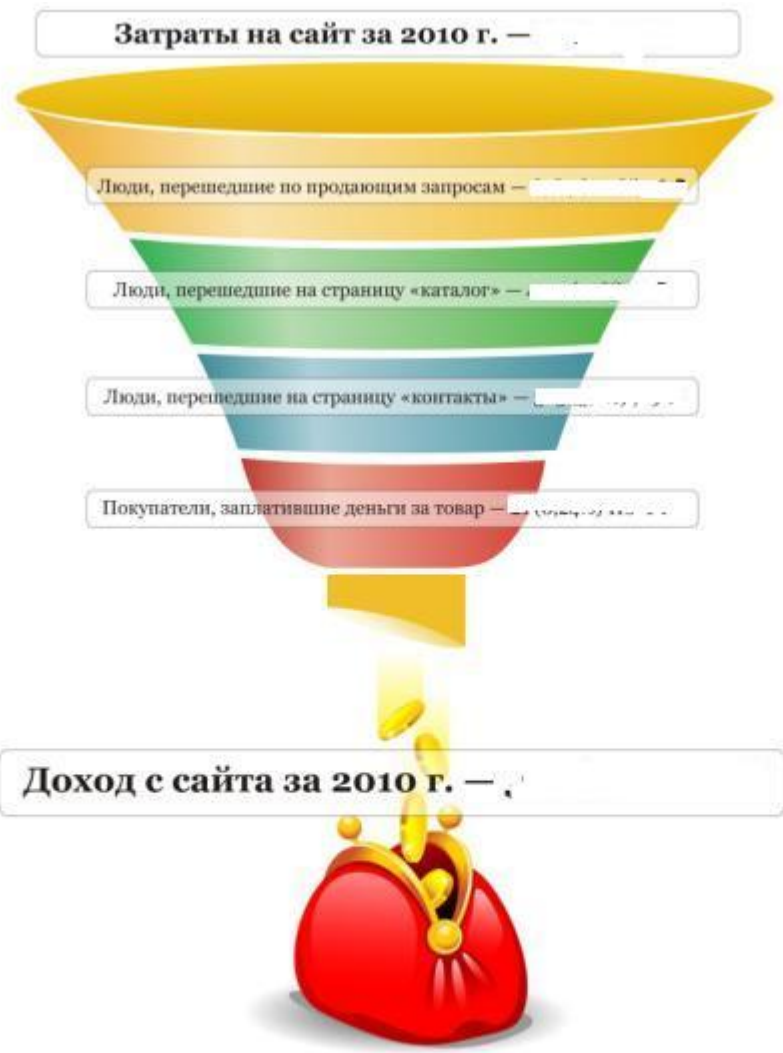 Затраты на сайт за 2010 г. —
Люди, перешедшие по продающим запросам —
Люди, перешедшие на страницу «каталог» —
Люди, перешедшие на страницу «контакты» —
Покупатели, заплатившие деньги за товар —
Доход с сайта за 2010 г. —